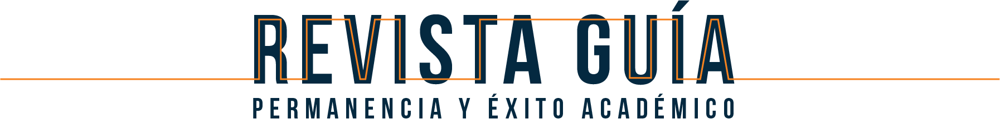 REVISTA GUÍA
PERMANENCIA Y ÉXITO ACADÉMICO